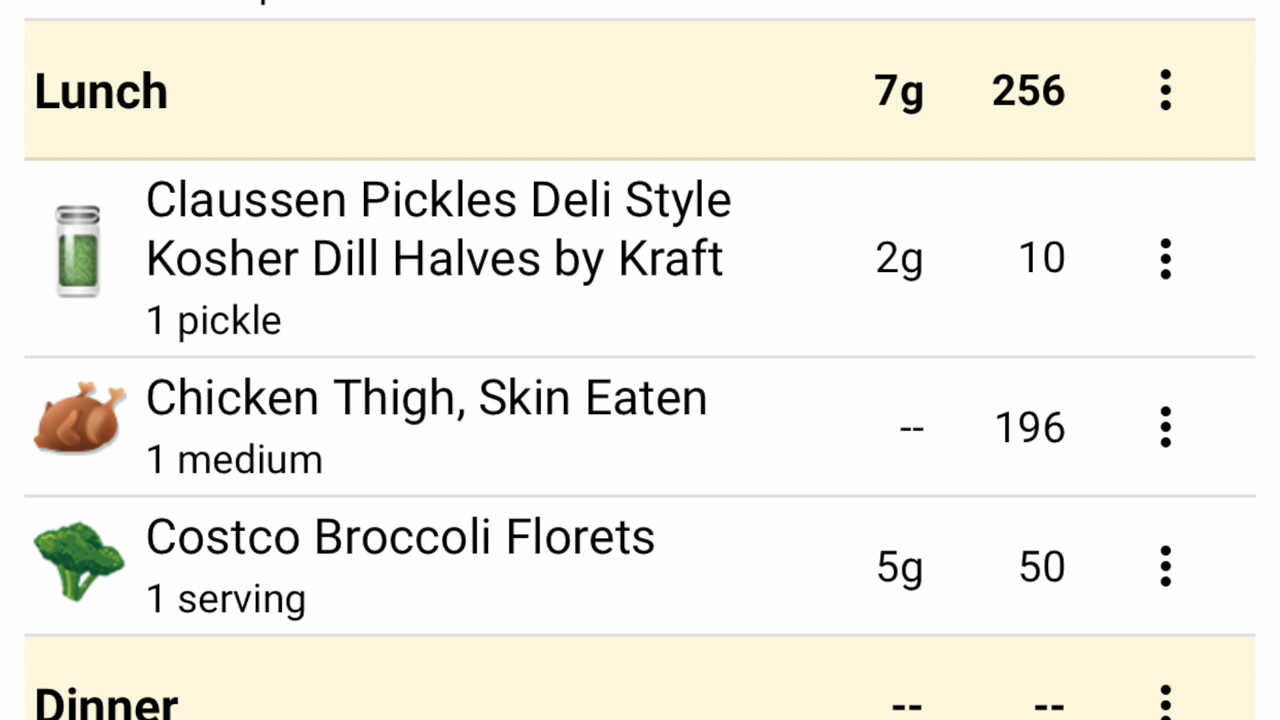 Lunch 7g 256
Claussen Pickles Deli Style
Kosher Dill Halves by Kraft 2g 10
1 pickle
Chicken Thigh, Skin Eaten
-- 196
1 medium
Costco Broccoli Florets
5g 50
1 serving
Dinner -- --